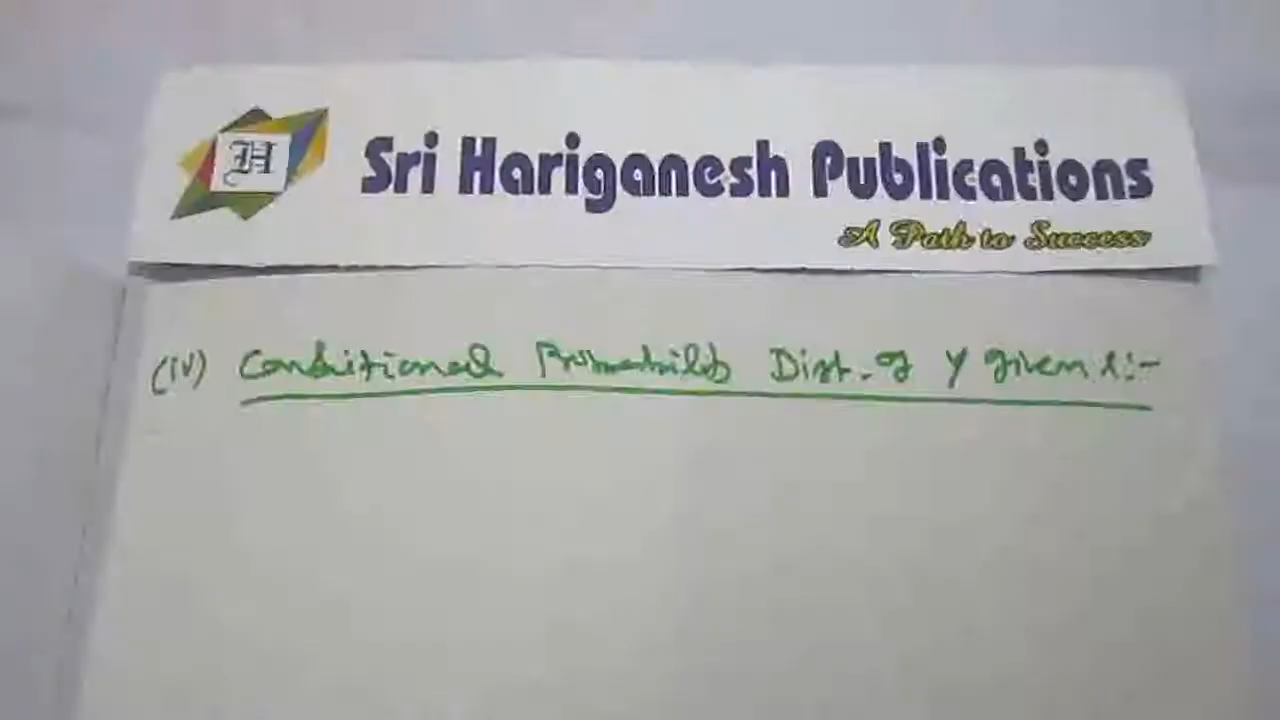 H
Sri Hariganesh Publications
A Path to Success
(iv) Conditional Probability Dist. of Y given X:-